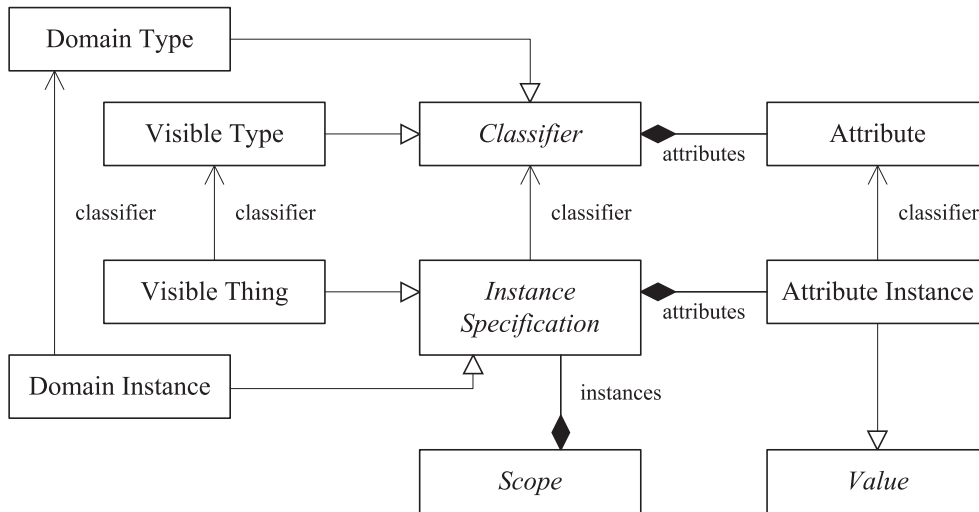 Domain Type
Visible Type
Classifier
Attribute
attributes
classifier
classifier
classifier
classifier
Visible Thing
Instance
Specification
Attribute Instance
attributes
Domain Instance
instances
Scope
Value